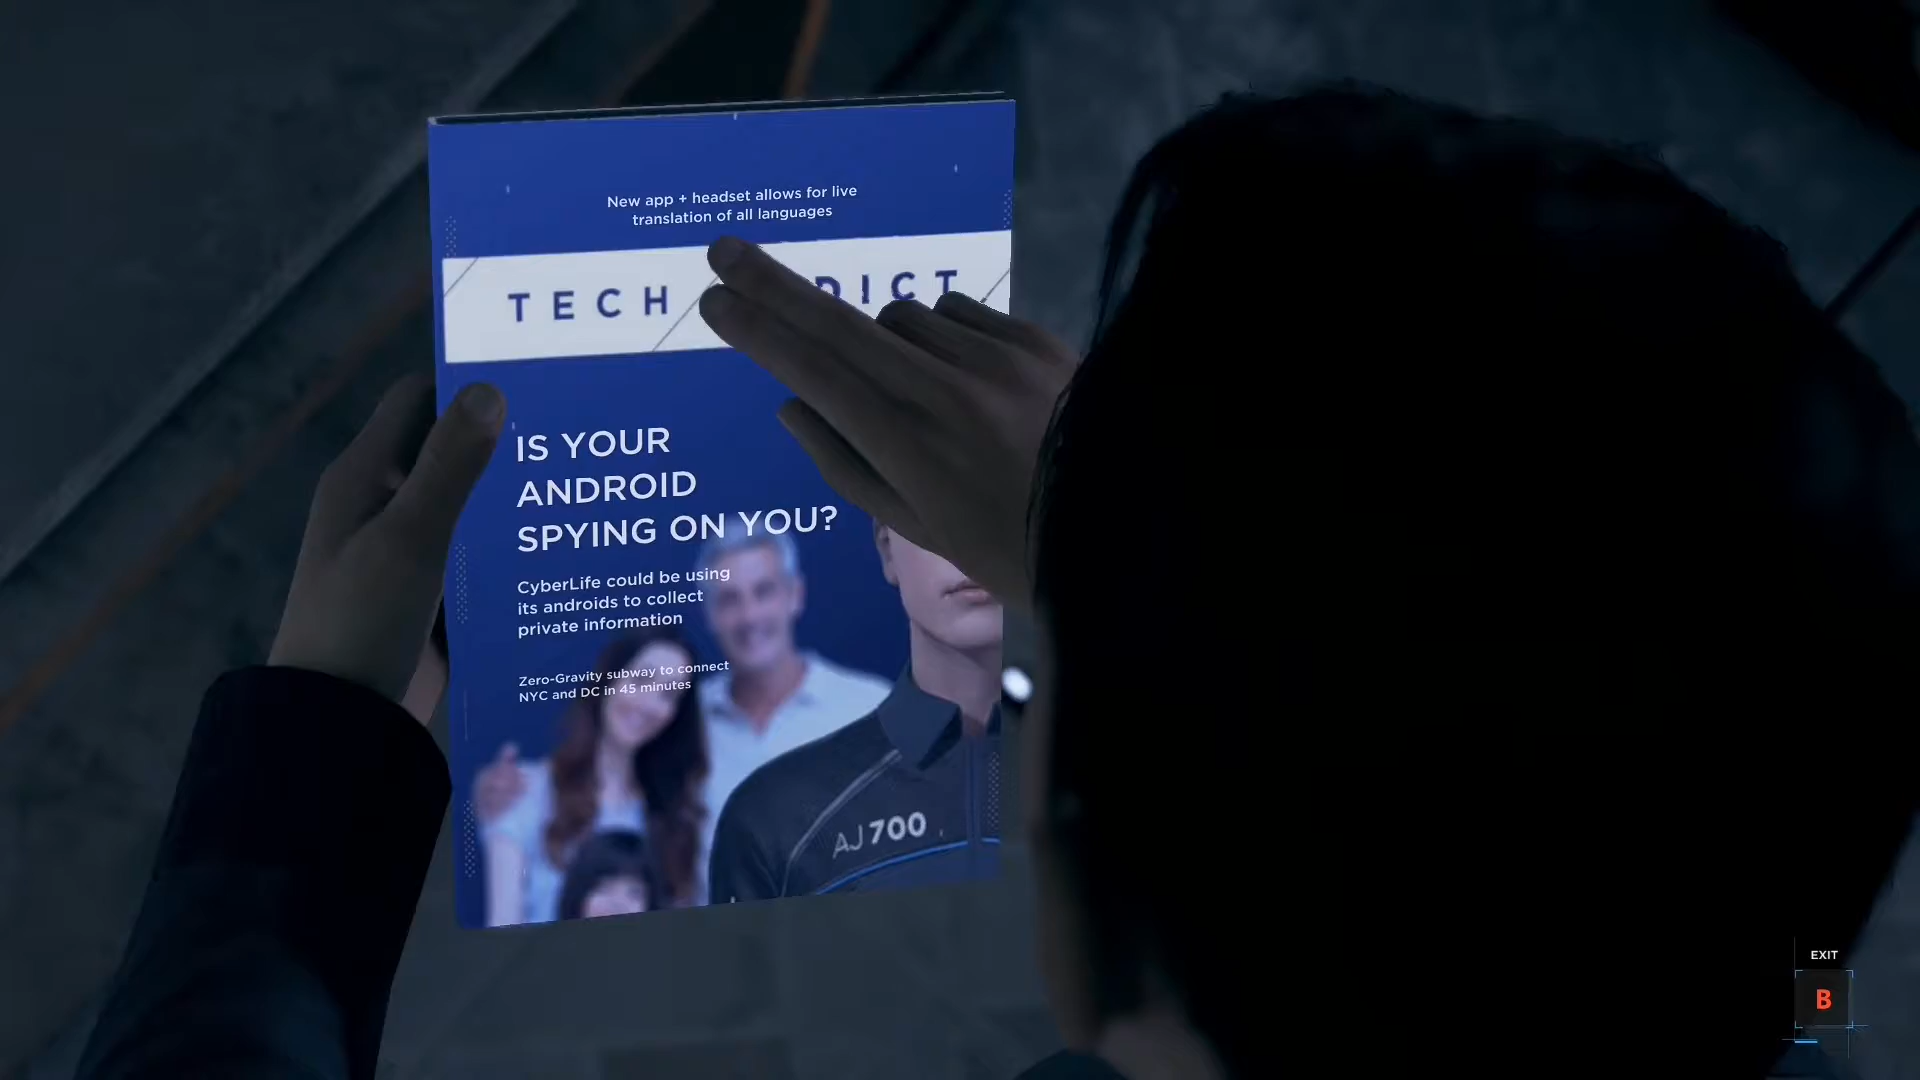 New app + headset allows for live
translation of all languages
TECH
IS YOUR
ANDROID
SPYING ON YOU?
CyberLife could be using
its androids to collect
private information
Zero-Gravity subway to connect
NYC and DC in 45 minutes
AJ700
EXIT
B